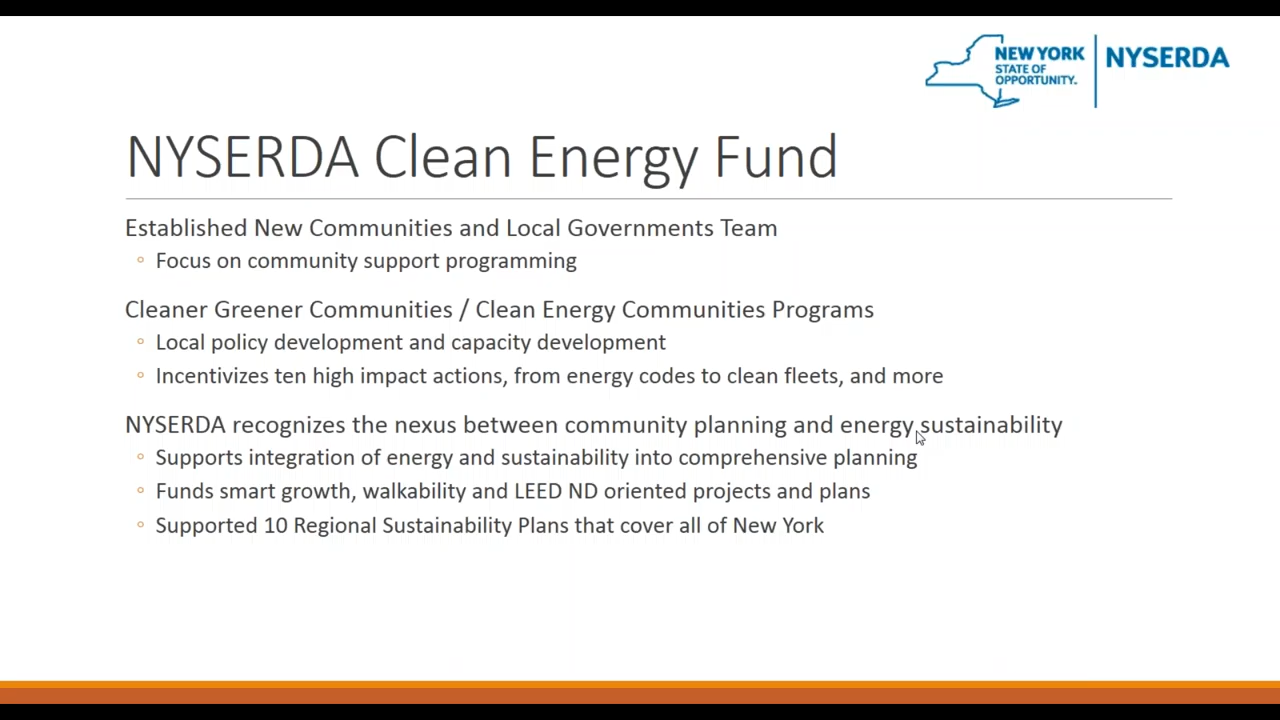 NEW YORK
STATE OF
OPPORTUNITY.
NYSERDA
NYSERDA Clean Energy Fund
Established New Communities and Local Governments Team
Focus on community support programming
Cleaner Greener Communities / Clean Energy Communities Programs
Local policy development and capacity development
Incentivizes ten high impact actions, from energy codes to clean fleets, and more
NYSERDA recognizes the nexus between community planning and energy sustainability
Supports integration of energy and sustainability into comprehensive planning
Funds smart growth, walkability and LEED ND oriented projects and plans
Supported 10 Regional Sustainability Plans that cover all of New York